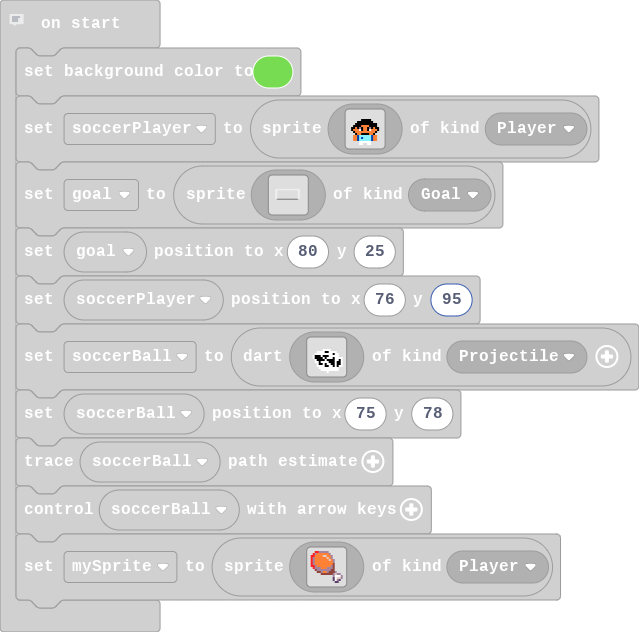 on start
set background color to
set soccerPlayer to sprite of kind Player
set goal to sprite of kind Goal
set goal position to x 80 y 25
set soccerPlayer position to x 76 y 95
set soccerBall to dart of kind Projectile
set soccerBall position to x 75 y 78
trace soccerBall path estimate
control soccerBall with arrow keys
set mySprite to sprite of kind Player